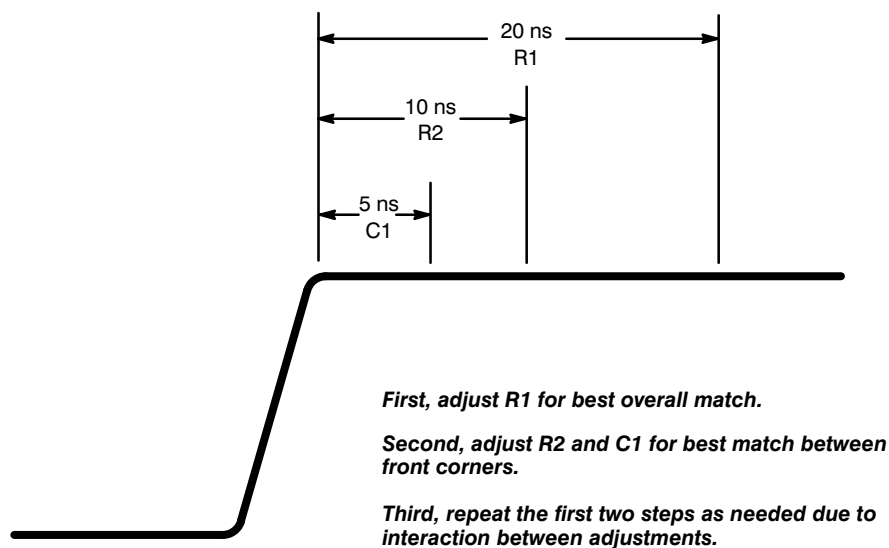 20 ns
R1
10 ns
R2
5 ns
C1
First, adjust R1 for best overall match.
Second, adjust R2 and C1 for best match between
front corners.
Third, repeat the first two steps as needed due to
interaction between adjustments.